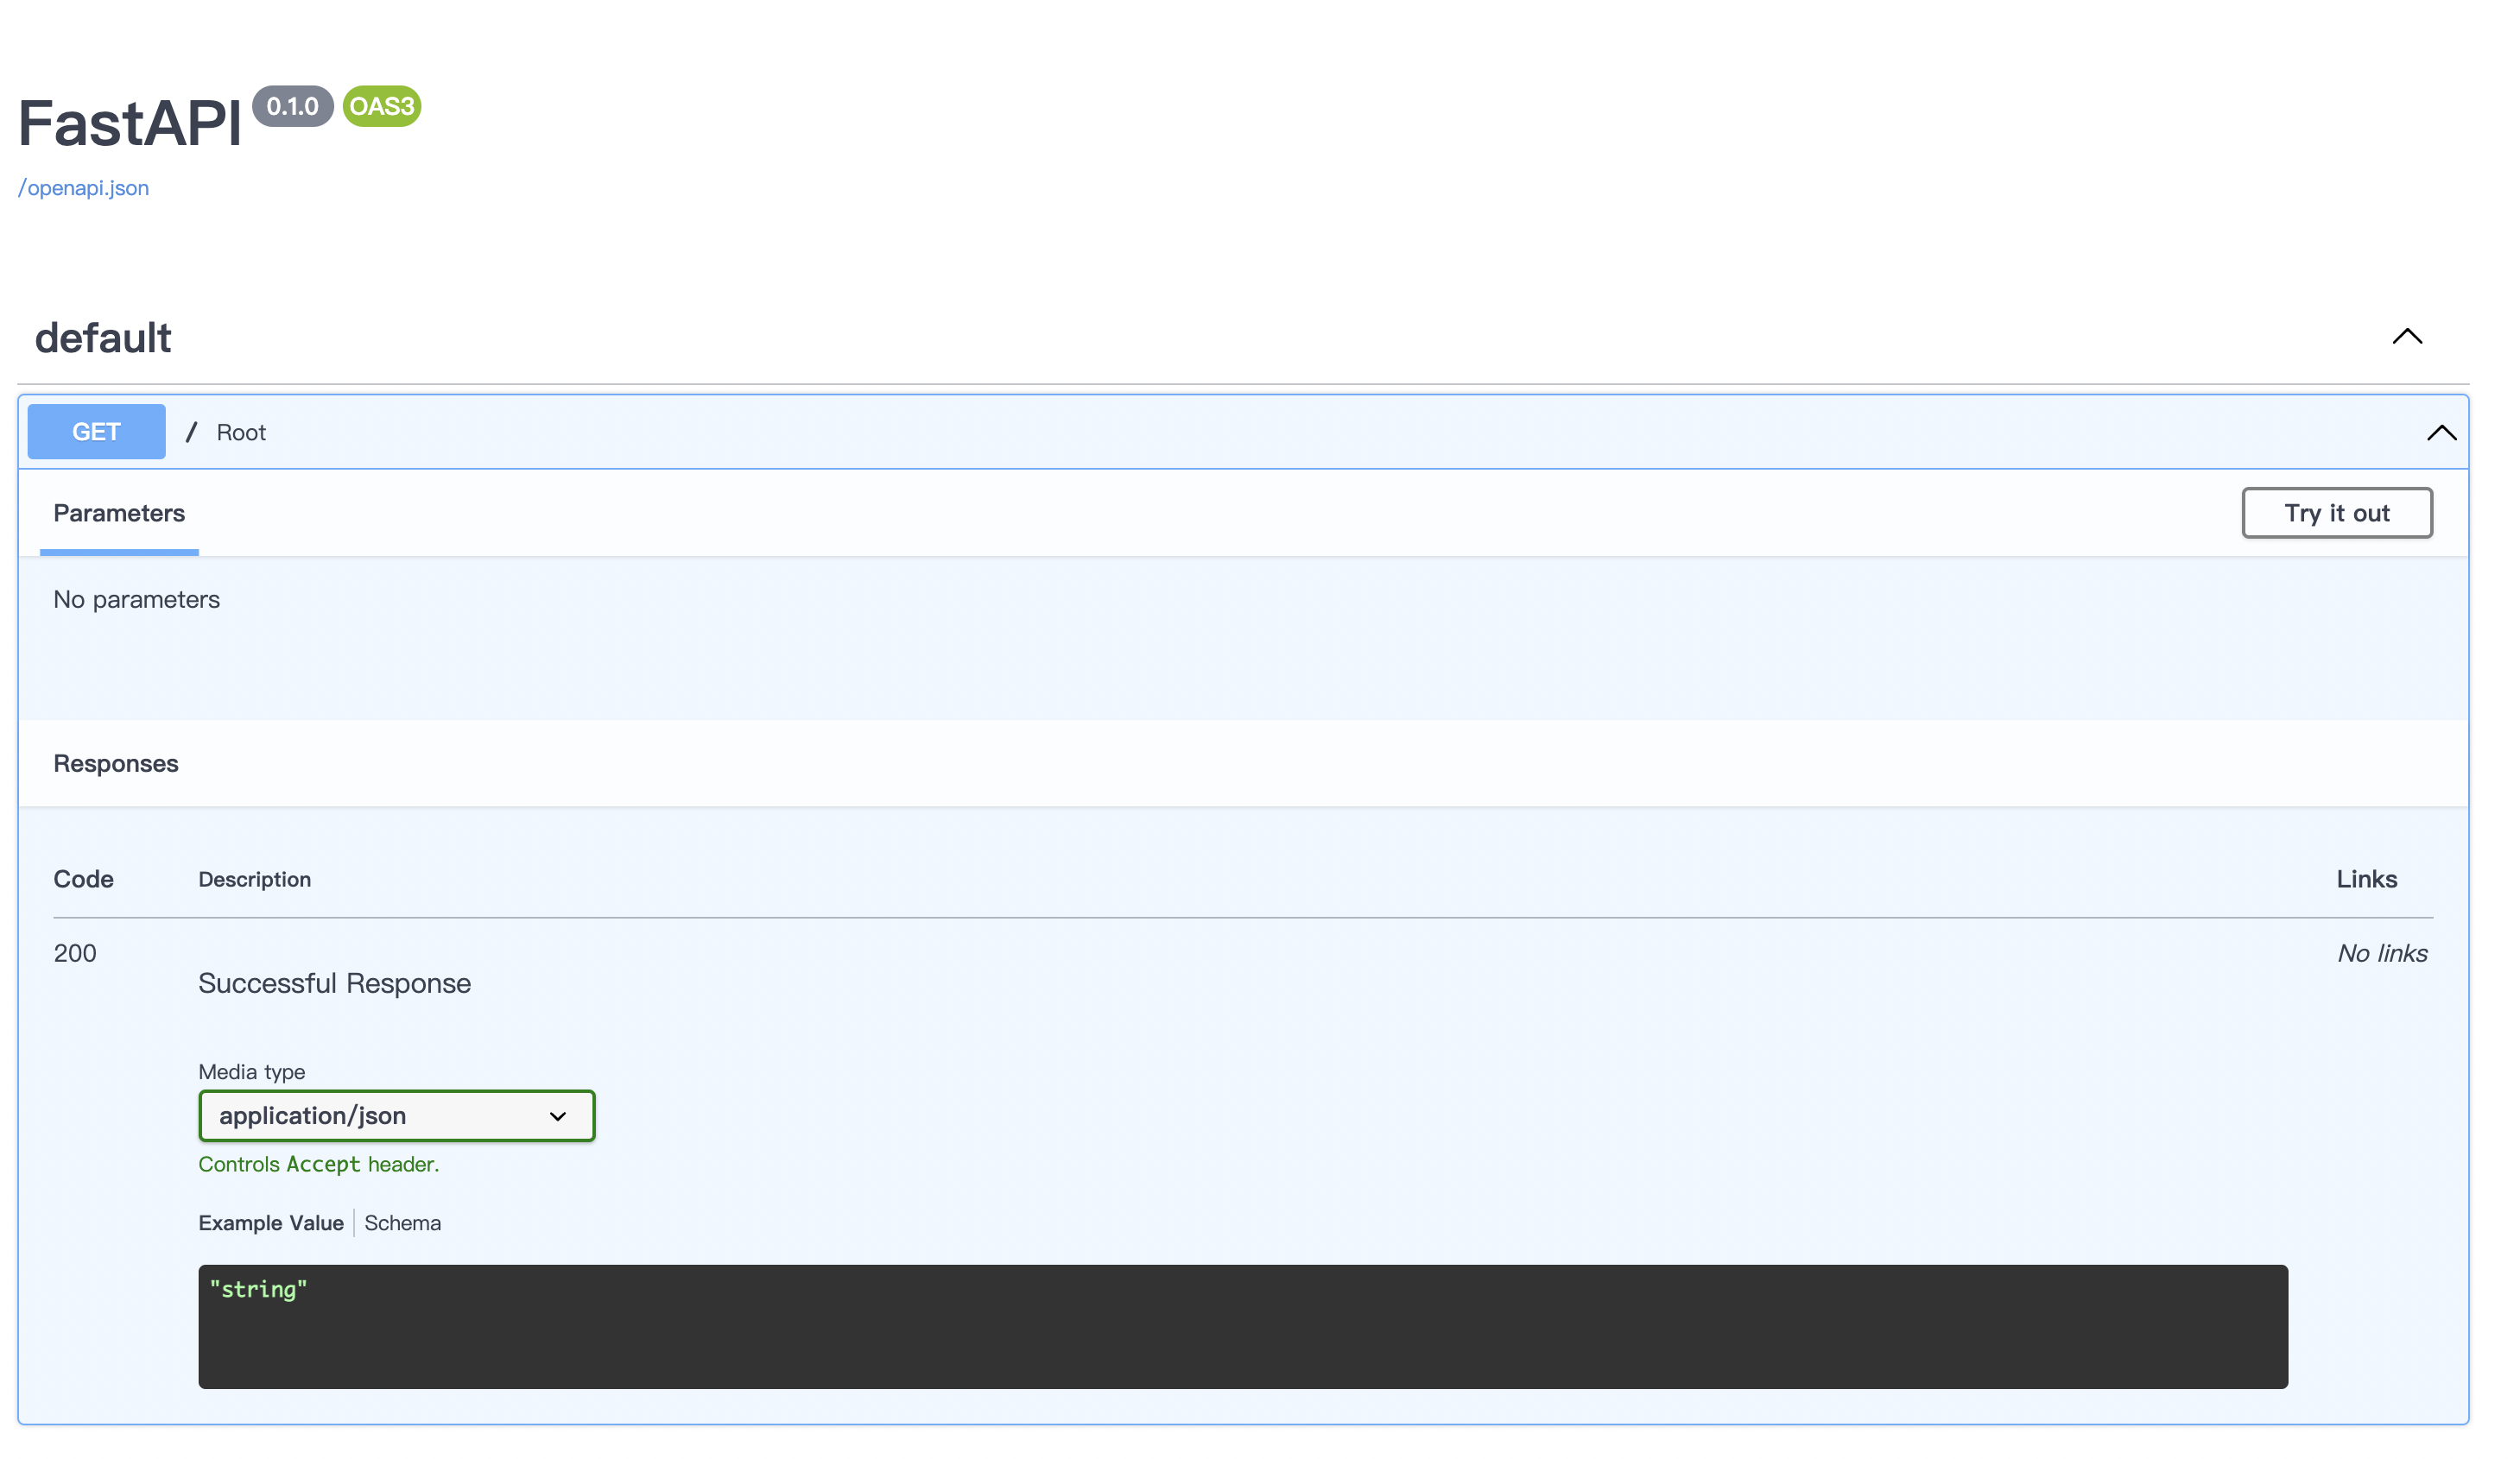 FastAPI 0.1.0 OAS3
/openapi.json
default
GET / Root
Parameters Try it out
No parameters
Responses
Code Description Links
200 No links
Successful Response
Media type
application/json
Controls Accept header.
Example Value Schema
"string"